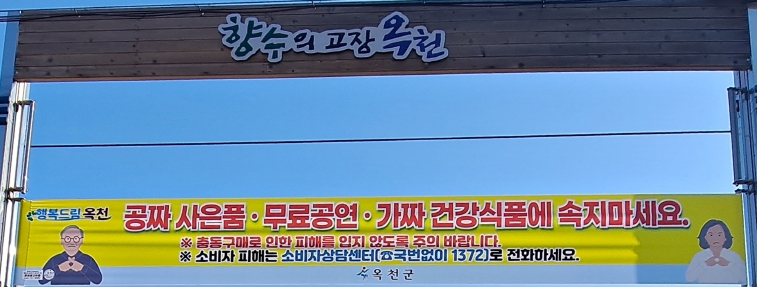 향수의 고장 옥천
행복드림 옥천
공짜 사은품·무료공연·가짜 건강식품에 속지마세요.
※ 충동구매로 인한 피해를 입지 않도록 주의 바랍니다.
※ 소비자 피해는 소비자상담센터(☎국번없이 1372)로 전화하세요.
옥천군